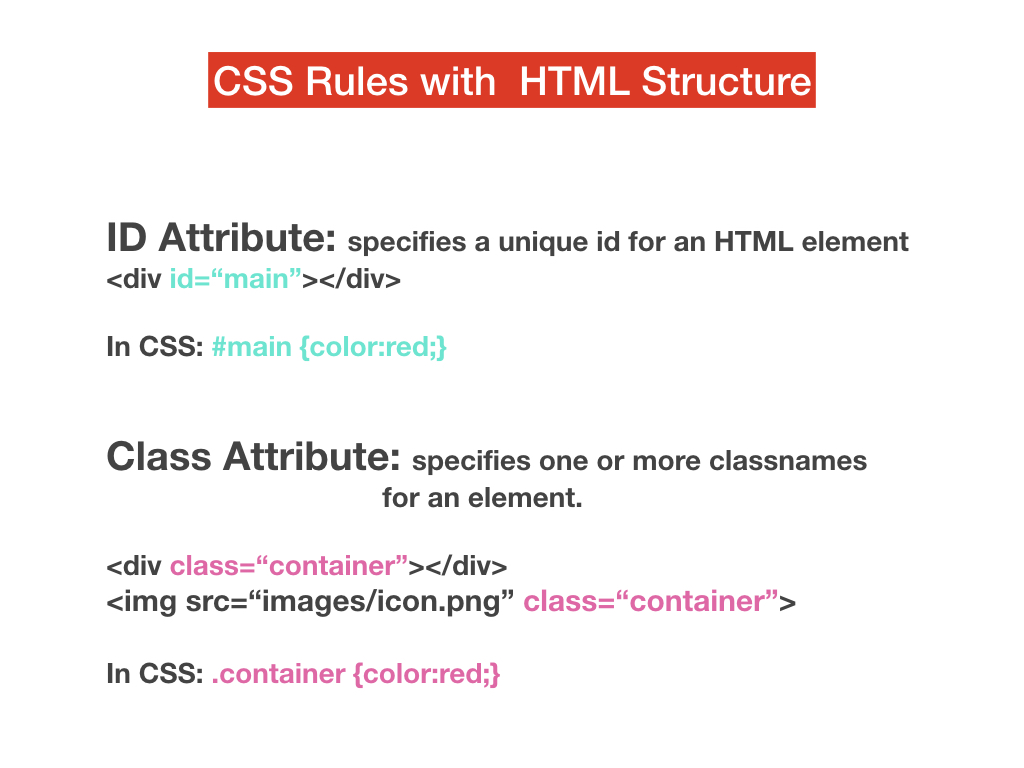 CSS Rules with  HTML Structure
ID Attribute: specifies a unique id for an HTML element
<div id=“main”></div>
In CSS: #main {color:red;}
Class Attribute: specifies one or more classnames
for an element.
<div class=“container”></div>
<img src=“images/icon.png” class=“container”>
In CSS: .container {color:red;}